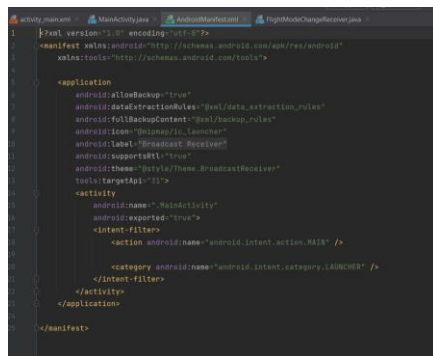 activity_main.xml MainActivity.java AndroidManifest.xml FlightModeChangeReceiver.java
<?xml version="1.0" encoding="utf-8"?>
<manifest xmlns:android="http://schemas.android.com/apk/res/android"
xmlns:tools="http://schemas.android.com/tools">
<application
android:allowBackup="true"
android:dataExtractionRules="@xml/data_extraction_rules"
android:fullBackupContent="@xml/backup_rules"
android:icon="@mipmap/ic_launcher"
android:label="Broadcast Receiver"
android:supportsRtl="true"
android:theme="@style/Theme.BroadcastReceiver"
tools:targetApi="31">
<activity
android:name=".MainActivity"
android:exported="true">
<intent-filter>
<action android:name="android.intent.action.MAIN" />
<category android:name="android.intent.category.LAUNCHER" />
</intent-filter>
</activity>
</application>
</manifest>